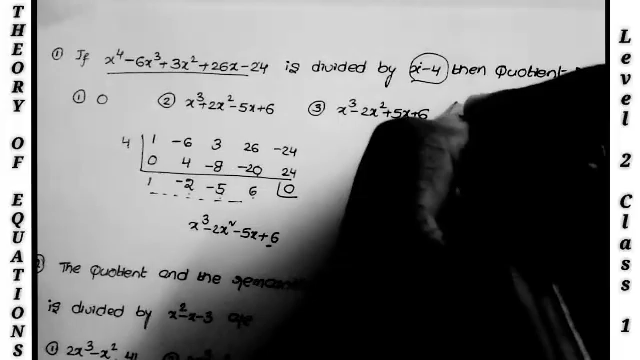 THEORY OF EQUATIONS
① If x⁴-6x³+3x²+26x-24 is divided by x-4 then Quotient
① 0 ② x³+2x²-5x+6 ③ x³-2x²+5x+6
4 | 1 -6 3 26 -24
0 4 -8 -20 24
1 -2 -5 6 0
x³-2x²-5x+6
The Quotient and the
is divided by x²-x-3 are
① 2x³-x²
Level 2 Class 1